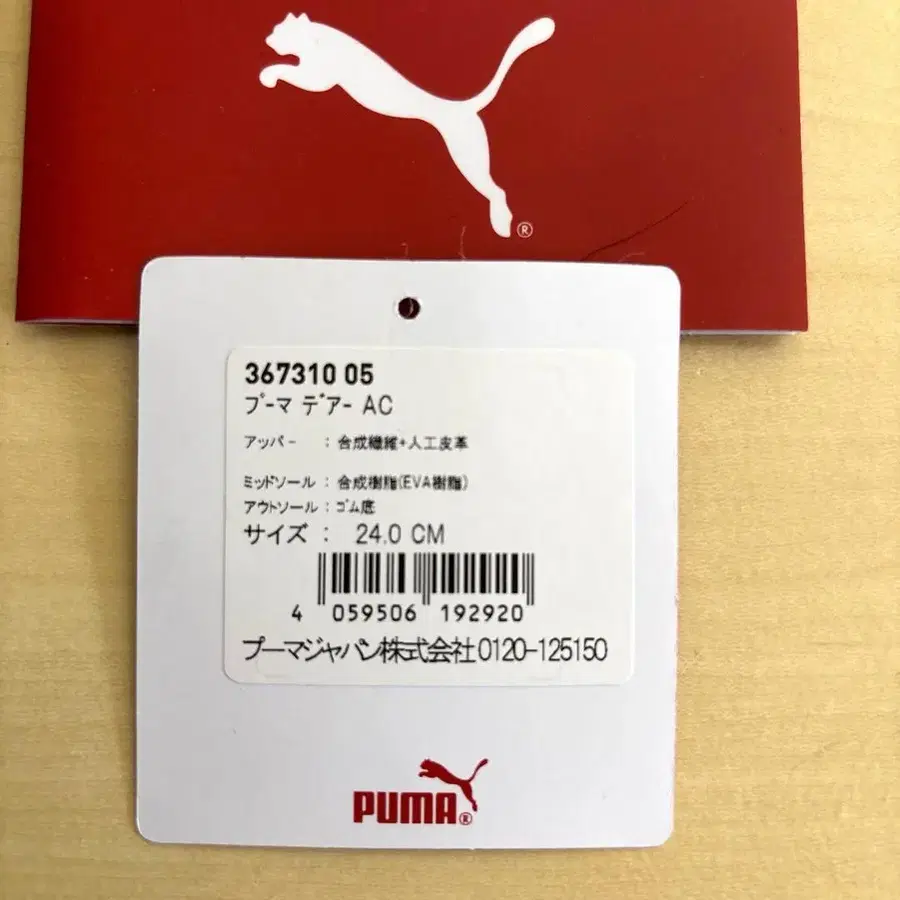 ®
367310 05
プーマ デアー AC
アッパー : 合成繊維+人工皮革
ミッドソール : 合成樹脂(EVA樹脂)
アウトソール : ゴム底
サイズ : 24.0 CM
4 059506 192920
プーマジャパン株式会社0120-125150
PUMA®